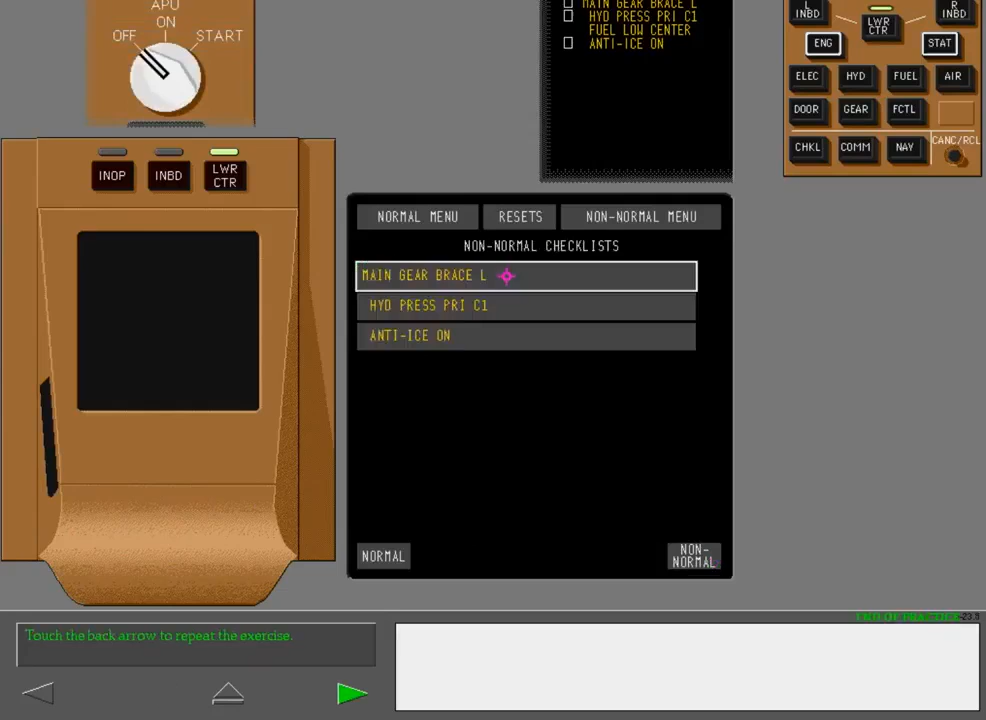 APU
ON
OFF
START
MAIN GEAR BRACE L
HYD PRESS PRI C1
FUEL LOW CENTER
ANTI-ICE ON
L
INBD
LWR
CTR
R
INBD
ENG
STAT
ELEC
HYD
FUEL
AIR
DOOR
GEAR
FCTL
CHKL
COMM
NAV
CANC/RCL
INOP
INBD
LWR
CTR
NORMAL MENU
RESETS
NON-NORMAL MENU
NON-NORMAL CHECKLISTS
MAIN GEAR BRACE L
HYD PRESS PRI C1
ANTI-ICE ON
NORMAL
NON-
NORMAL
Touch the back arrow to repeat the exercise.
END OF PRACTICE